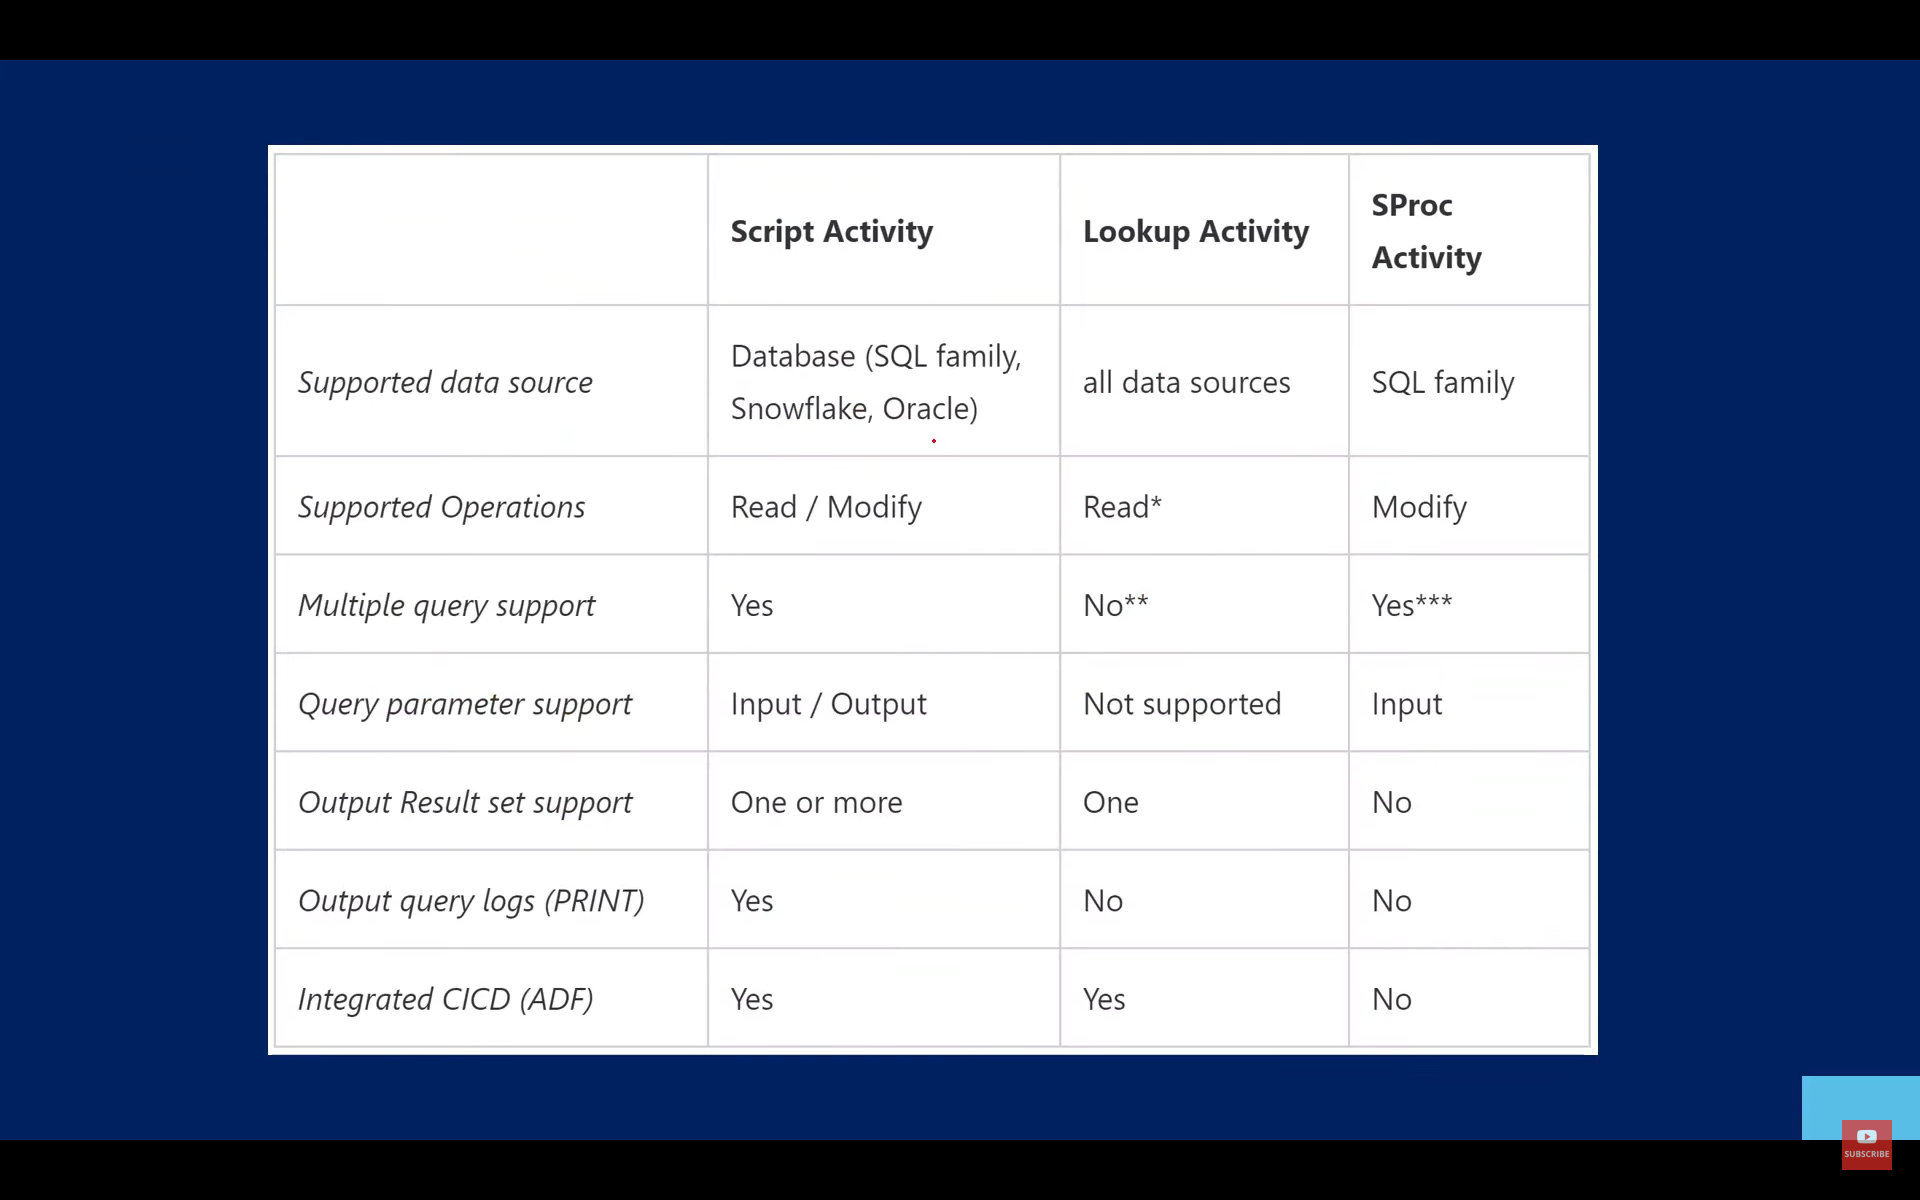 Script Activity
Lookup Activity
SProc
Activity
Supported data source
Database (SQL family,
Snowflake, Oracle)
all data sources
SQL family
Supported Operations
Read / Modify
Read*
Modify
Multiple query support
Yes
No**
Yes***
Query parameter support
Input / Output
Not supported
Input
Output Result set support
One or more
One
No
Output query logs (PRINT)
Yes
No
No
Integrated CICD (ADF)
Yes
Yes
No
SUBSCRIBE